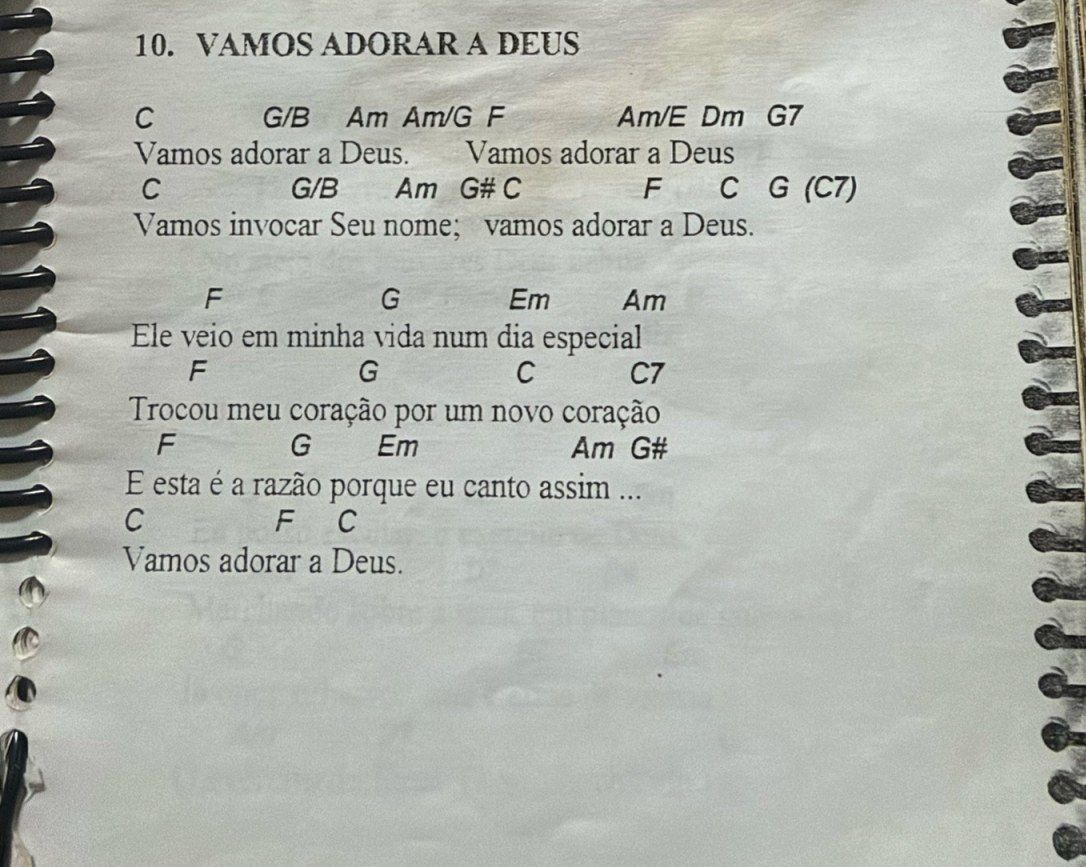 10. VAMOS ADORAR A DEUS
C G/B Am Am/G F Am/E Dm G7
Vamos adorar a Deus. Vamos adorar a Deus
C G/B Am G# C F C G (C7)
Vamos invocar Seu nome; vamos adorar a Deus.
F G Em Am
Ele veio em minha vida num dia especial
F G C C7
Trocou meu coração por um novo coração
F G Em Am G#
E esta é a razão porque eu canto assim ...
C F C
Vamos adorar a Deus.